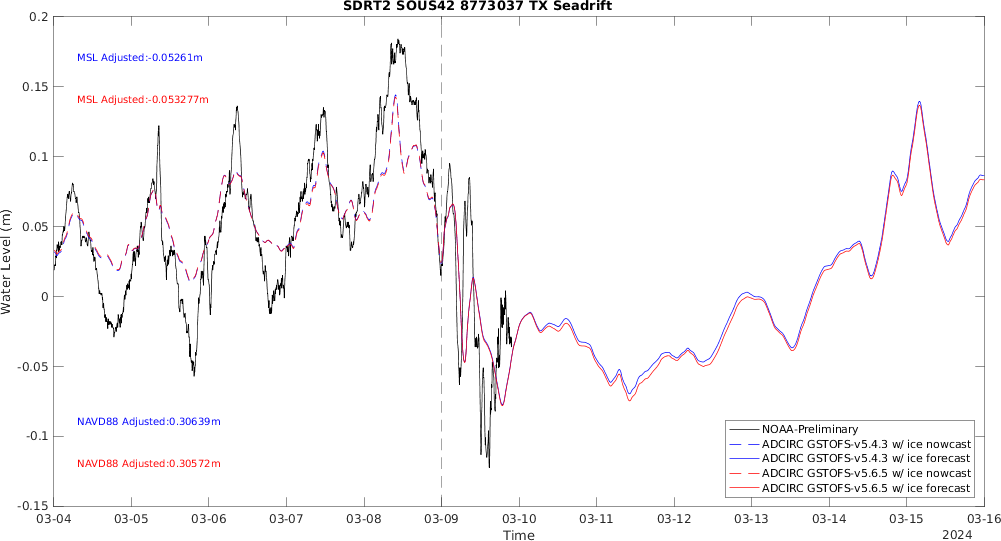 SDRT2 SOUS42 8773037 TX Seadrift
0.2
0.15
0.1
0.05
0
-0.05
-0.1
-0.15
Water Level (m)
MSL Adjusted:-0.05261m
MSL Adjusted:-0.053277m
NAVD88 Adjusted:0.30639m
NAVD88 Adjusted:0.30572m
NOAA-Preliminary
ADCIRC GSTOFS-v5.4.3 w/ ice nowcast
ADCIRC GSTOFS-v5.4.3 w/ ice forecast
ADCIRC GSTOFS-v5.6.5 w/ ice nowcast
ADCIRC GSTOFS-v5.6.5 w/ ice forecast
03-04 03-05 03-06 03-07 03-08 03-09 03-10 03-11 03-12 03-13 03-14 03-15 03-16
Time
2024